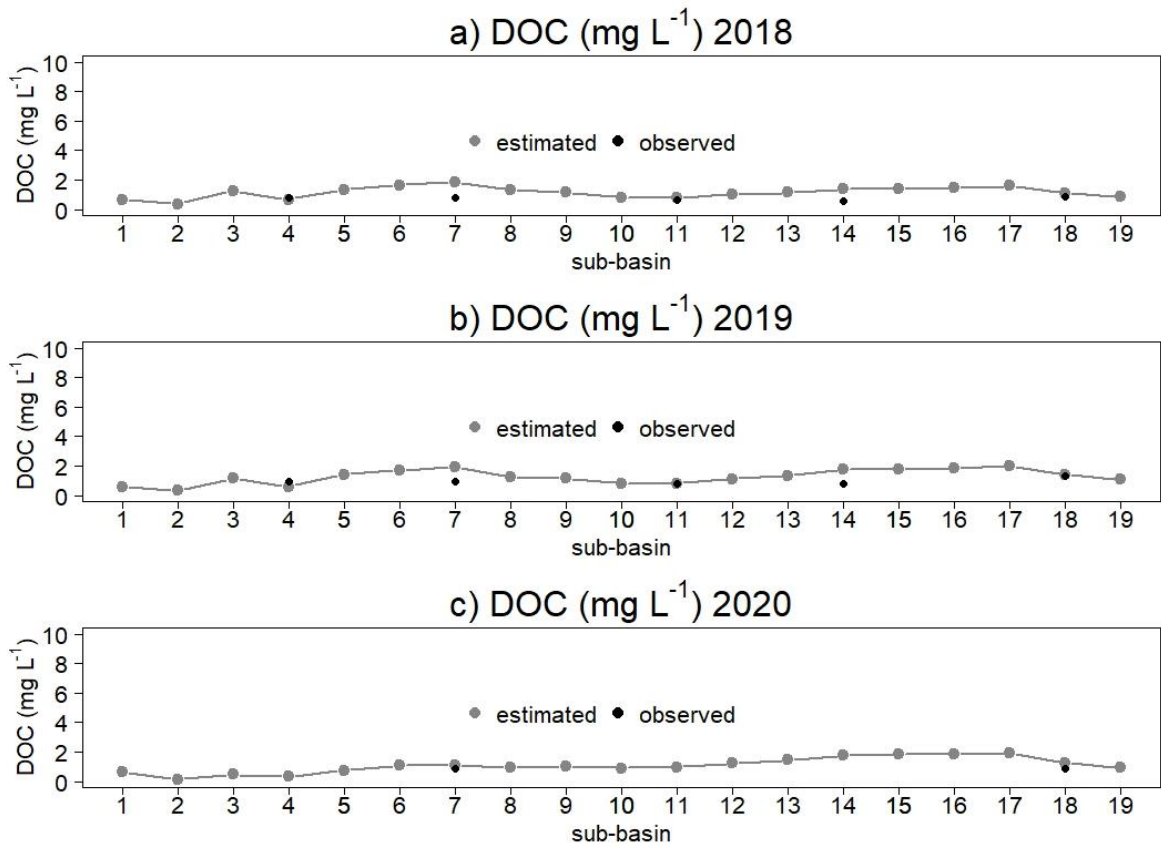 a) DOC (mg L⁻¹) 2018
DOC (mg L⁻¹)
10
8
6
4
2
0
estimated observed
1 2 3 4 5 6 7 8 9 10 11 12 13 14 15 16 17 18 19
sub-basin
b) DOC (mg L⁻¹) 2019
DOC (mg L⁻¹)
10
8
6
4
2
0
estimated observed
1 2 3 4 5 6 7 8 9 10 11 12 13 14 15 16 17 18 19
sub-basin
c) DOC (mg L⁻¹) 2020
DOC (mg L⁻¹)
10
8
6
4
2
0
estimated observed
1 2 3 4 5 6 7 8 9 10 11 12 13 14 15 16 17 18 19
sub-basin